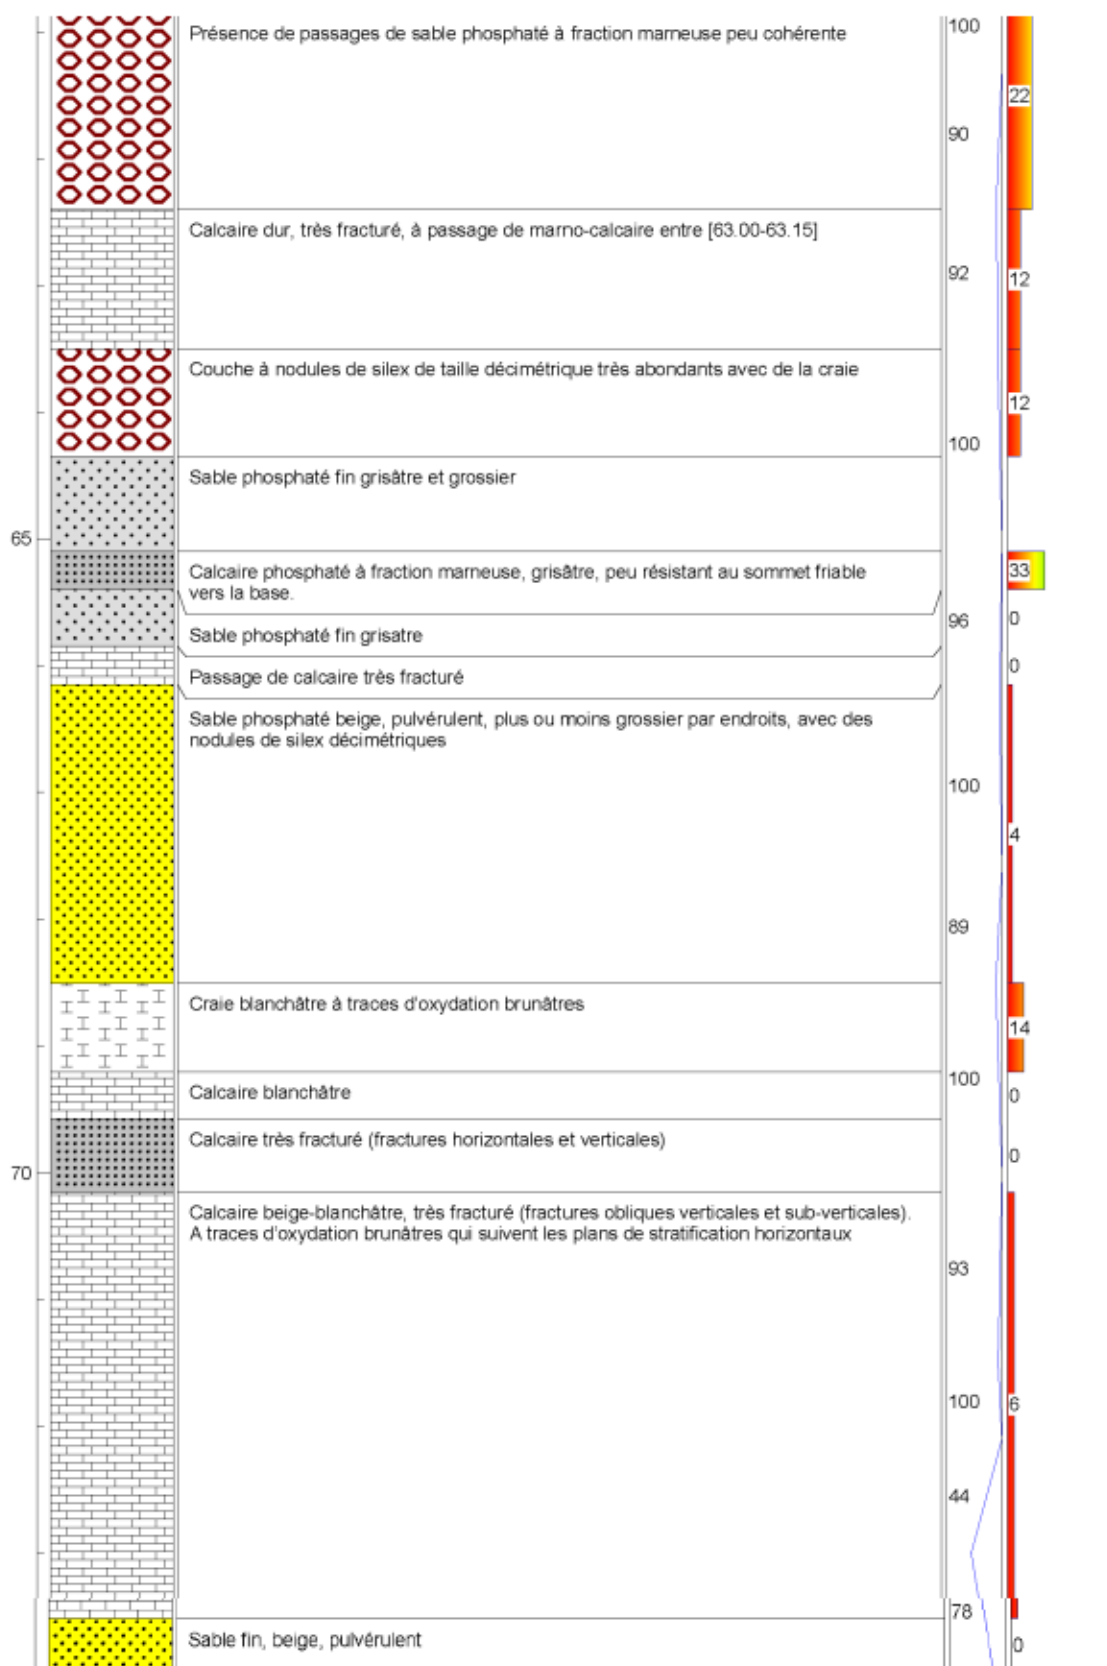 Présence de passages de sable phosphaté à fraction marneuse peu cohérente
100
22
90
Calcaire dur, très fracturé, à passage de marno-calcaire entre [63.00-63.15]
92
12
Couche à nodules de silex de taille décimétrique très abondants avec de la craie
12
100
Sable phosphaté fin grisâtre et grossier
65
Calcaire phosphaté à fraction marneuse, grisâtre, peu résistant au sommet friable
vers la base.
33
96
0
Sable phosphaté fin grisatre
0
Passage de calcaire très fracturé
Sable phosphaté beige, pulvérulent, plus ou moins grossier par endroits, avec des
nodules de silex décimétriques
100
4
89
Craie blanchâtre à traces d'oxydation brunâtres
14
100
Calcaire blanchâtre
0
Calcaire très fracturé (fractures horizontales et verticales)
0
70
Calcaire beige-blanchâtre, très fracturé (fractures obliques verticales et sub-verticales).
A traces d'oxydation brunâtres qui suivent les plans de stratification horizontaux
93
100
6
44
78
Sable fin, beige, pulvérulent
0